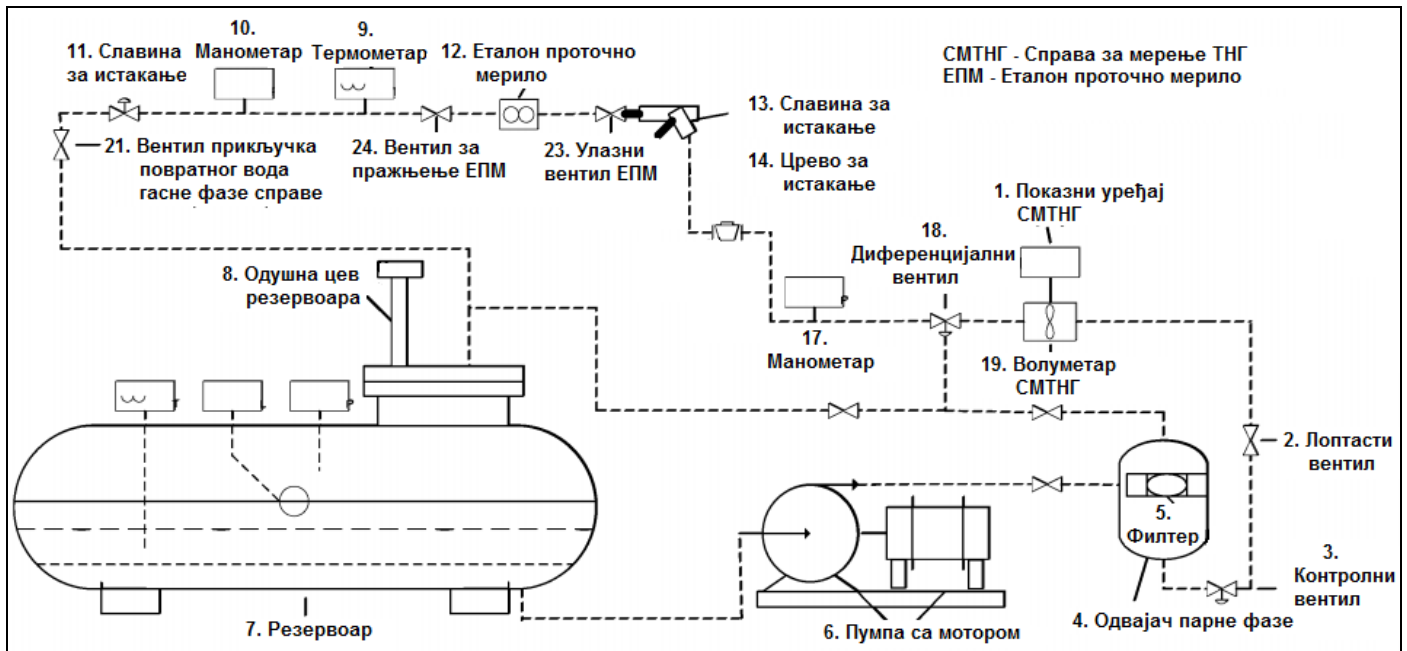 10.
Манометар
9.
Термометар
11. Славина
за истакање
12. Еталон проточно
мерило
СМТНГ - Справа за мерење ТНГ
ЕПМ - Еталон проточно мерило
13. Славина за
истакање
21. Вентил прикључка
повратног вода
гасне фазе справе
24. Вентил за
пражњење ЕПМ
23. Улазни
вентил ЕПМ
14. Црево за
истакање
1. Показни уређај
СМТНГ
18.
Диференцијални
вентил
8. Одушна цев
резервоара
P
17.
Манометар
19. Волуметар
СМТНГ
T
L
P
2. Лоптасти
вентил
5.
Филтер
3.
Контролни
вентил
4. Одвајач парне фазе
6. Пумпа са мотором
7. Резервоар